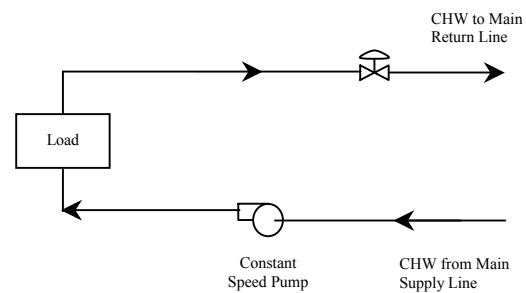 CHW to Main
Return Line
Load
Constant
Speed Pump
CHW from Main
Supply Line